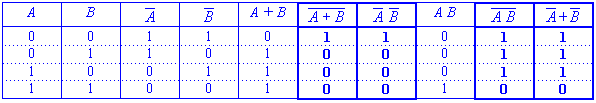 A B A̅ B̅ A + B A̅ ̅+̅ ̅B̅ A̅ B̅ A B A̅ ̅B̅ A̅ + B̅
0 0 1 1 0 1 1 0 1 1
0 1 1 0 1 0 0 0 1 1
1 0 0 1 1 0 0 0 1 1
1 1 0 0 1 0 0 1 0 0